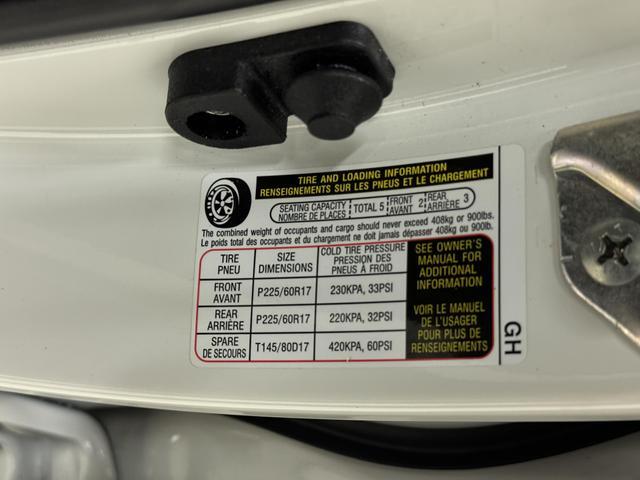 TIRE AND LOADING INFORMATION
RENSEIGNEMENTS SUR LES PNEUS ET LE CHARGEMENT
SEATING CAPACITY TOTAL 5 FRONT 2 REAR 3
NOMBRE DE PLACES AVANT ARRIÈRE
The combined weight of occupants and cargo should never exceed 408kg or 900lbs.
Le poids total des occupants et du chargement ne doit jamais dépasser 408kg ou 900lb.
TIRE SIZE COLD TIRE PRESSURE
PNEU DIMENSIONS PRESSION DES
PNEUS À FROID
FRONT P225/60R17 230KPA, 33PSI
AVANT
REAR P225/60R17 220KPA, 32PSI
ARRIÈRE
SPARE T145/80D17 420KPA, 60PSI
DE SECOURS
SEE OWNER'S
MANUAL FOR
ADDITIONAL
INFORMATION
VOIR LE MANUEL
DE L'USAGER
POUR PLUS DE
RENSEIGNEMENTS
GH